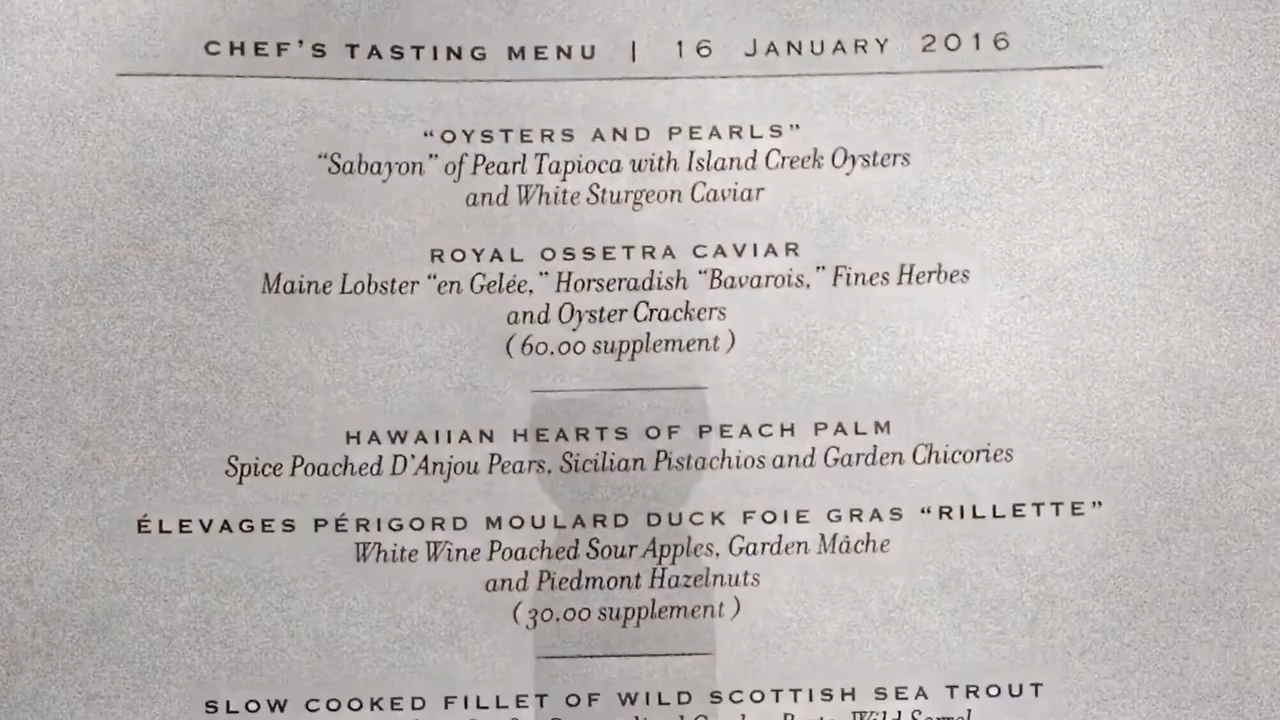 CHEF'S TASTING MENU | 16 JANUARY 2016
“OYSTERS AND PEARLS”
“Sabayon” of Pearl Tapioca with Island Creek Oysters
and White Sturgeon Caviar
ROYAL OSSETRA CAVIAR
Maine Lobster “en Gelée,” Horseradish “Bavarois,” Fines Herbes
and Oyster Crackers
(60.00 supplement)
HAWAIIAN HEARTS OF PEACH PALM
Spice Poached D'Anjou Pears, Sicilian Pistachios and Garden Chicories
ÉLEVAGES PÉRIGORD MOULARD DUCK FOIE GRAS “RILLETTE”
White Wine Poached Sour Apples, Garden Mâche
and Piedmont Hazelnuts
(30.00 supplement)
SLOW COOKED FILLET OF WILD SCOTTISH SEA TROUT
Wild Sorrel